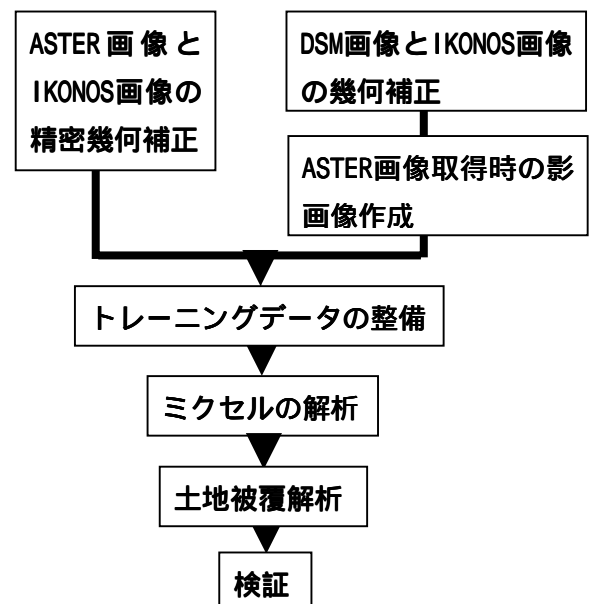 ASTER画像と
IKONOS画像の
精密幾何補正
DSM画像とIKONOS画像
の幾何補正
ASTER画像取得時の影
画像作成
トレーニングデータの整備
ミクセルの解析
土地被覆解析
検証